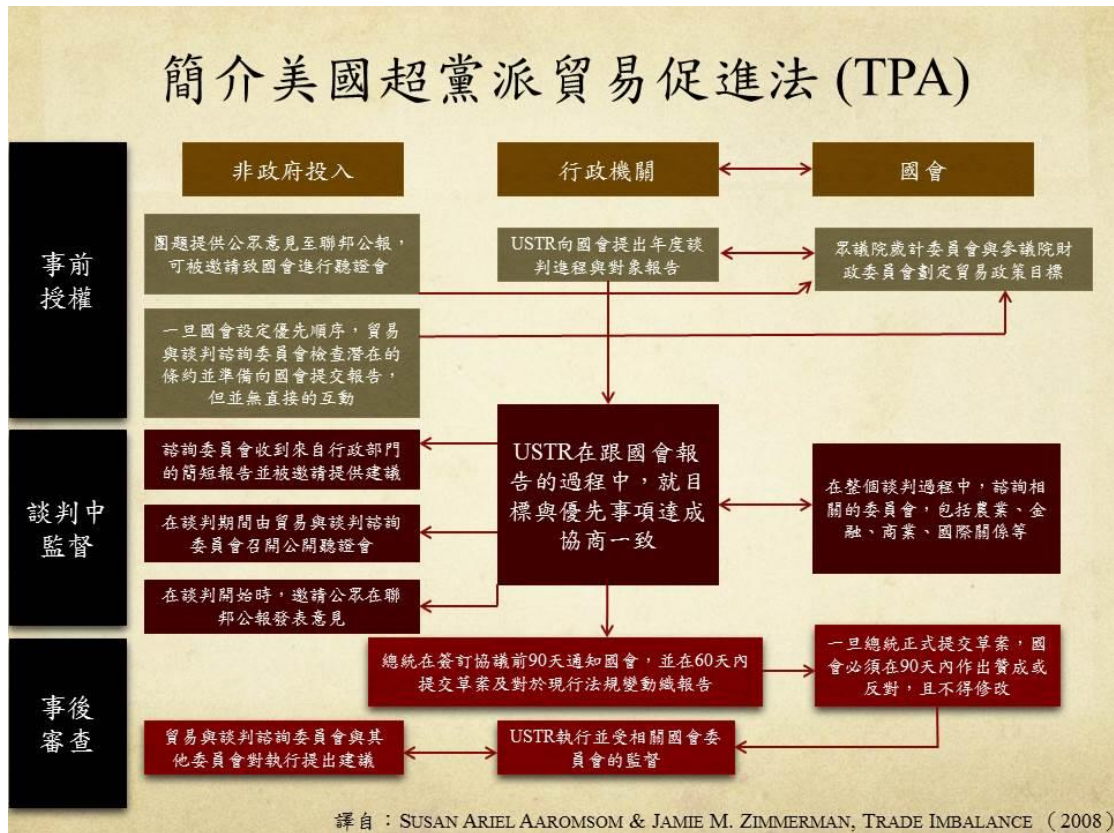 簡介美國超黨派貿易促進法 (TPA)
非政府投入
行政機關
國會
事前
授權
團題提供公眾意見至聯邦公報，
可被邀請致國會進行聽證會
USTR向國會提出年度談
判進程與對象報告
眾議院歲計委員會與參議院財
政委員會劃定貿易政策目標
一旦國會設定優先順序，貿易
與談判諮詢委員會檢查潛在的
條約並準備向國會提交報告，
但並無直接的互動
談判中
監督
諮詢委員會收到來自行政部門
的簡短報告並被邀請提供建議
在談判期間由貿易與談判諮詢
委員會召開公開聽證會
在談判開始時，邀請公眾在聯
邦公報發表意見
USTR在跟國會報
告的過程中，就目
標與優先事項達成
協商一致
在整個談判過程中，諮詢相
關的委員會，包括農業、金
融、商業、國際關係等
事後
審查
總統在簽訂協議前90天通知國會，並在60天內
提交草案及對於現行法規變動織報告
一旦總統正式提交草案，國
會必須在90天內作出贊成或
反對，且不得修改
貿易與談判諮詢委員會與其
他委員會對執行提出建議
USTR執行並受相關國會委
員會的監督
譯自：SUSAN ARIEL AAROMSOM & JAMIE M. ZIMMERMAN, TRADE IMBALANCE （2008）